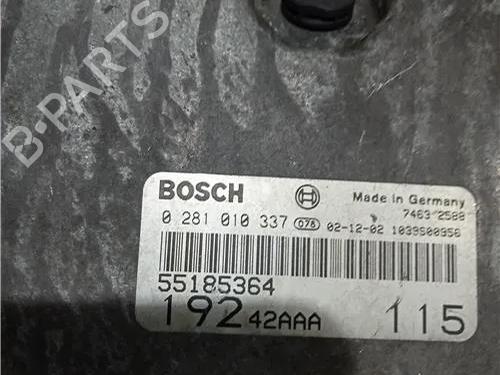 B-PARTS
BOSCH
Made in Germany
7463 2588
0 281 010 337 078 02-12-02 1039S00956
55185364
192 42AAA 115